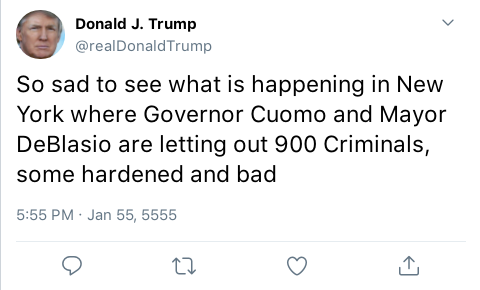 Donald J. Trump
@realDonaldTrump
So sad to see what is happening in New
York where Governor Cuomo and Mayor
DeBlasio are letting out 900 Criminals,
some hardened and bad
5:55 PM · Jan 55, 5555